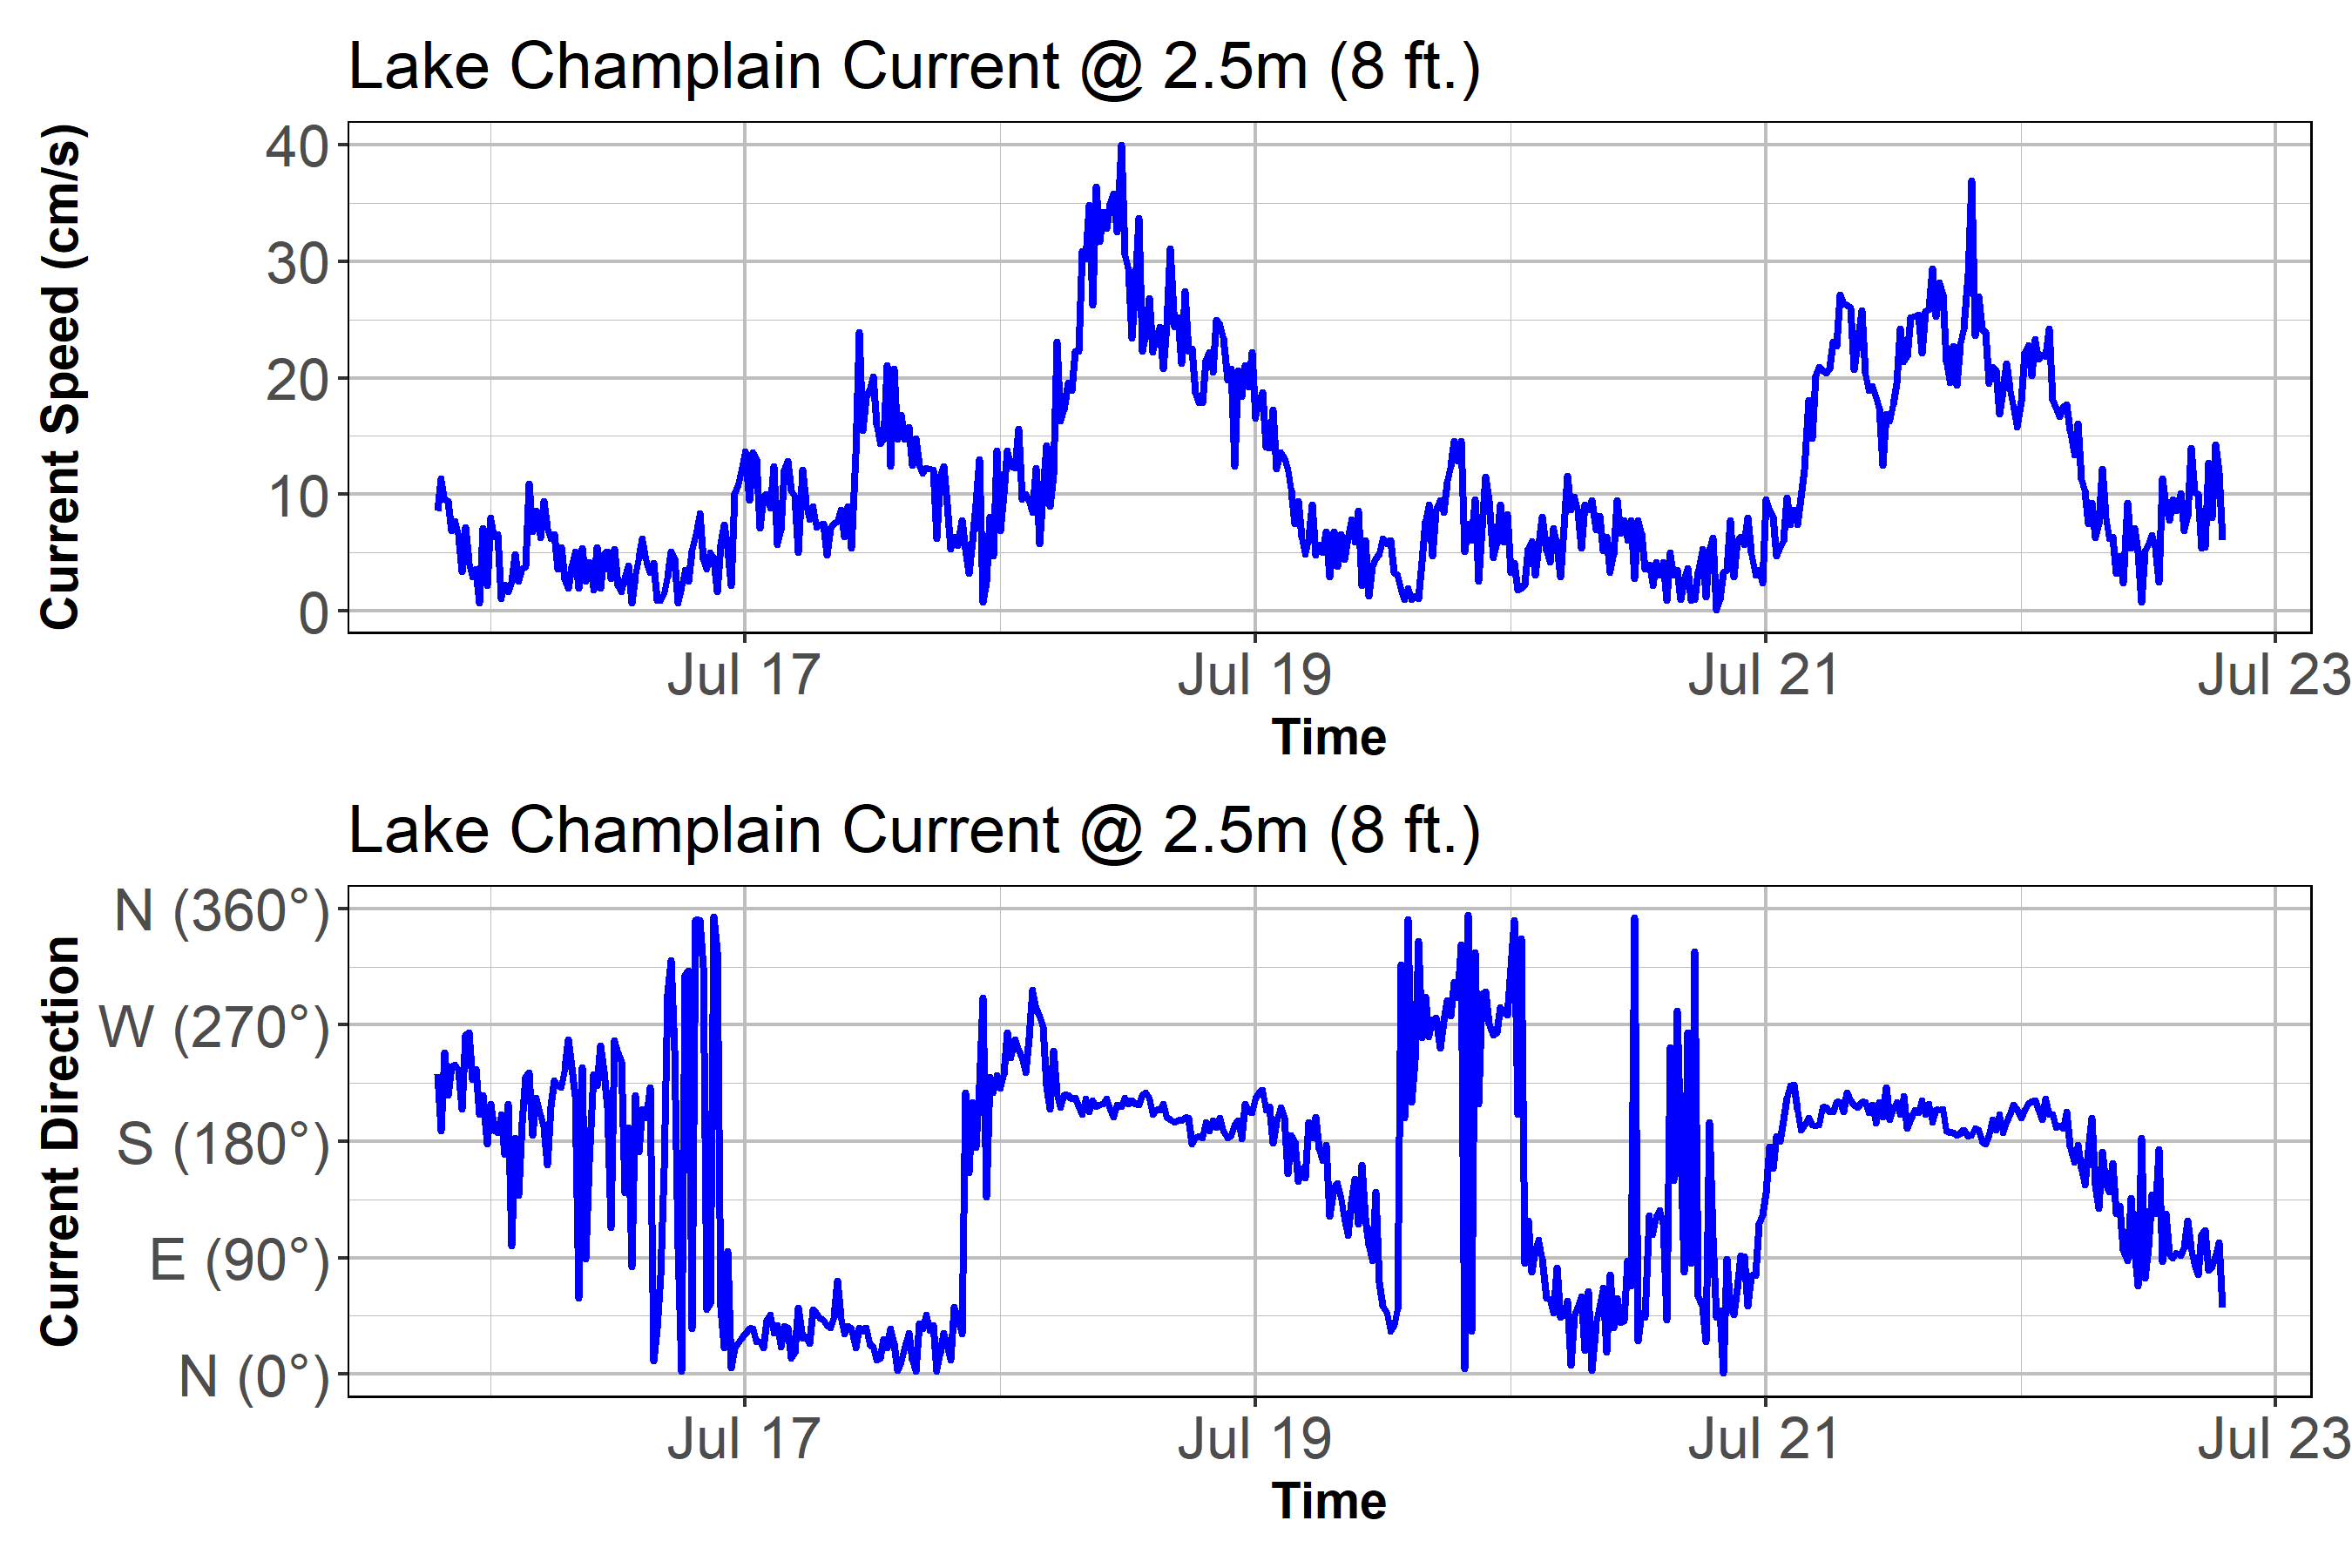 Lake Champlain Current @ 2.5m (8 ft.)
Current Speed (cm/s)
40
30
20
10
0
Jul 17 Jul 19 Jul 21 Jul 23
Time
Lake Champlain Current @ 2.5m (8 ft.)
Current Direction
N (360°)
W (270°)
S (180°)
E (90°)
N (0°)
Jul 17 Jul 19 Jul 21 Jul 23
Time